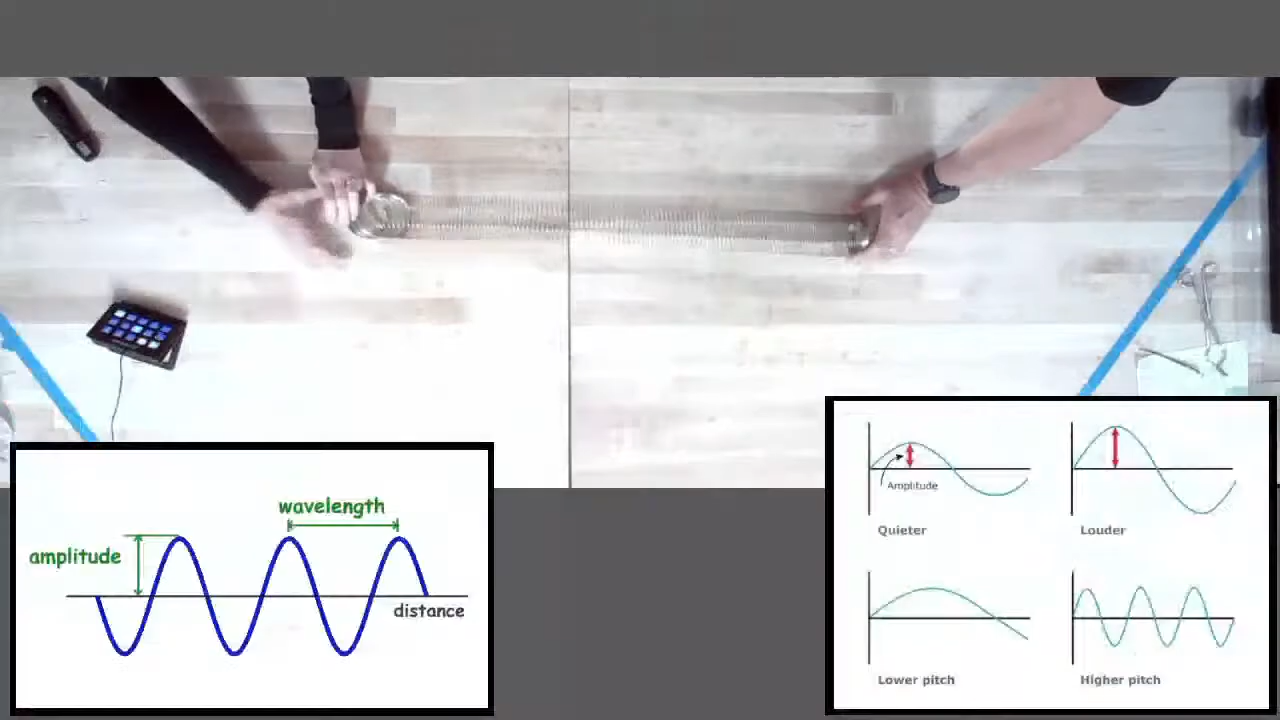 wavelength
amplitude
distance
Amplitude
Quieter
Louder
Lower pitch
Higher pitch